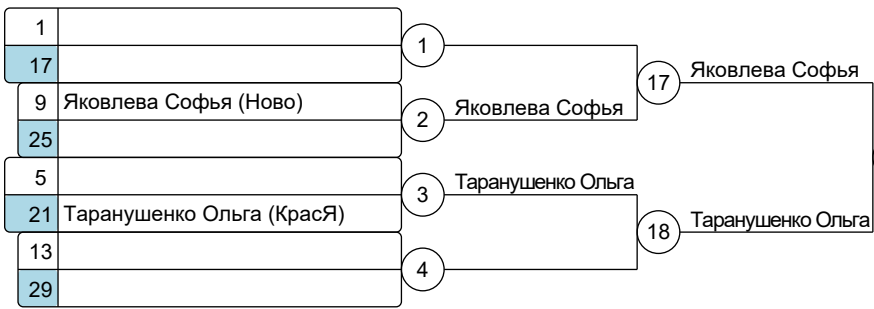 1
17
9 Яковлева Софья (Ново)
25
5
21 Таранушенко Ольга (КрасЯ)
13
29
1
2 Яковлева Софья
3 Таранушенко Ольга
4
17 Яковлева Софья
18 Таранушенко Ольга